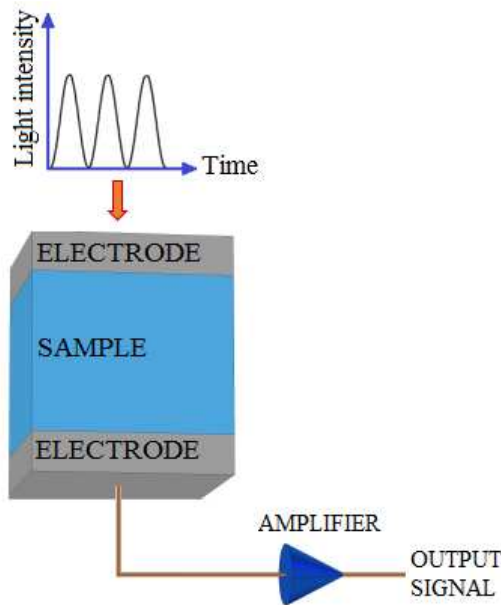 Light intensity
Time
ELECTRODE
SAMPLE
ELECTRODE
AMPLIFIER
OUTPUT
SIGNAL